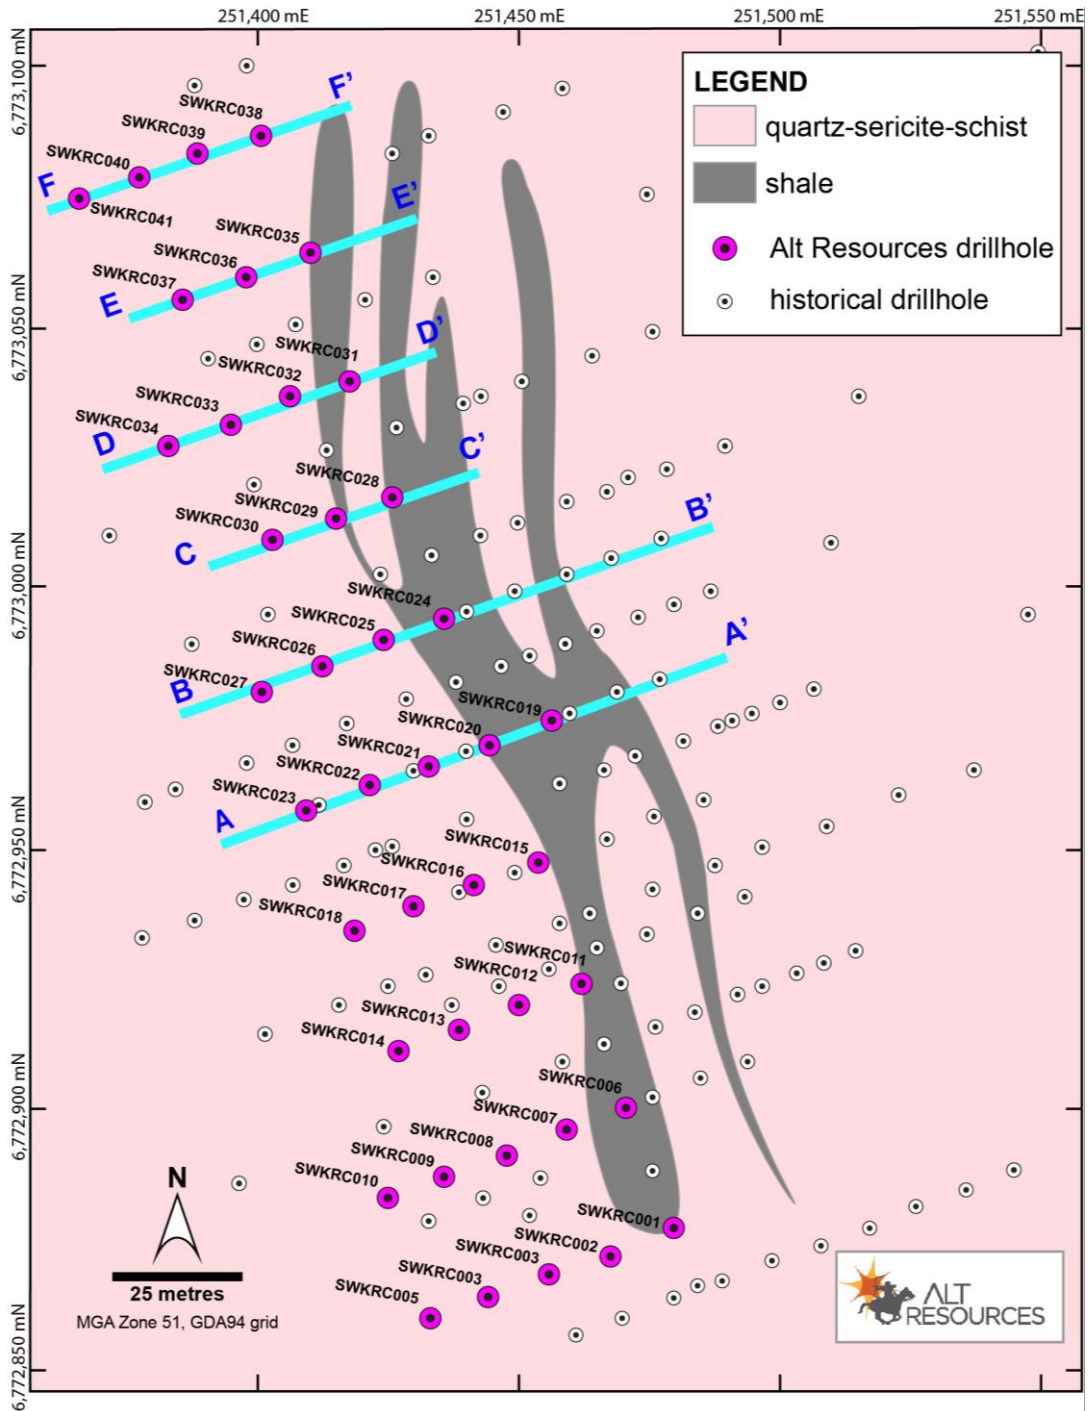 251,400 mE
251,450 mE
251,500 mE
251,550 mE
6,773,100 mN
6,773,050 mN
6,773,000 mN
6,772,950 mN
6,772,900 mN
6,772,850 mN
LEGEND
quartz-sericite-schist
shale
Alt Resources drillhole
historical drillhole
F'
SWKRC038
SWKRC039
SWKRC040
F
SWKRC041
E'
SWKRC035
SWKRC036
SWKRC037
E
D'
SWKRC031
SWKRC032
SWKRC033
SWKRC034
D
C'
SWKRC028
SWKRC029
SWKRC030
C
B'
SWKRC024
SWKRC025
SWKRC026
SWKRC027
B
A'
SWKRC019
SWKRC020
SWKRC021
SWKRC022
SWKRC023
A
SWKRC015
SWKRC016
SWKRC017
SWKRC018
SWKRC011
SWKRC012
SWKRC013
SWKRC014
SWKRC006
SWKRC007
SWKRC008
SWKRC009
SWKRC010
SWKRC001
SWKRC002
SWKRC003
SWKRC003
SWKRC005
N
25 metres
MGA Zone 51, GDA94 grid
ALT
RESOURCES